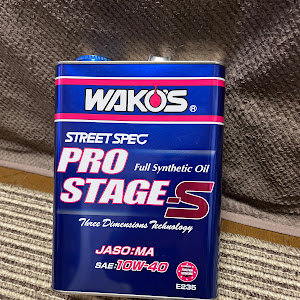 WAKO'S ®
STREET SPEC
PRO
Full Synthetic Oil
STAGE-S
Three Dimensions Technology
JASO:MA
SAE:10W-40
E235